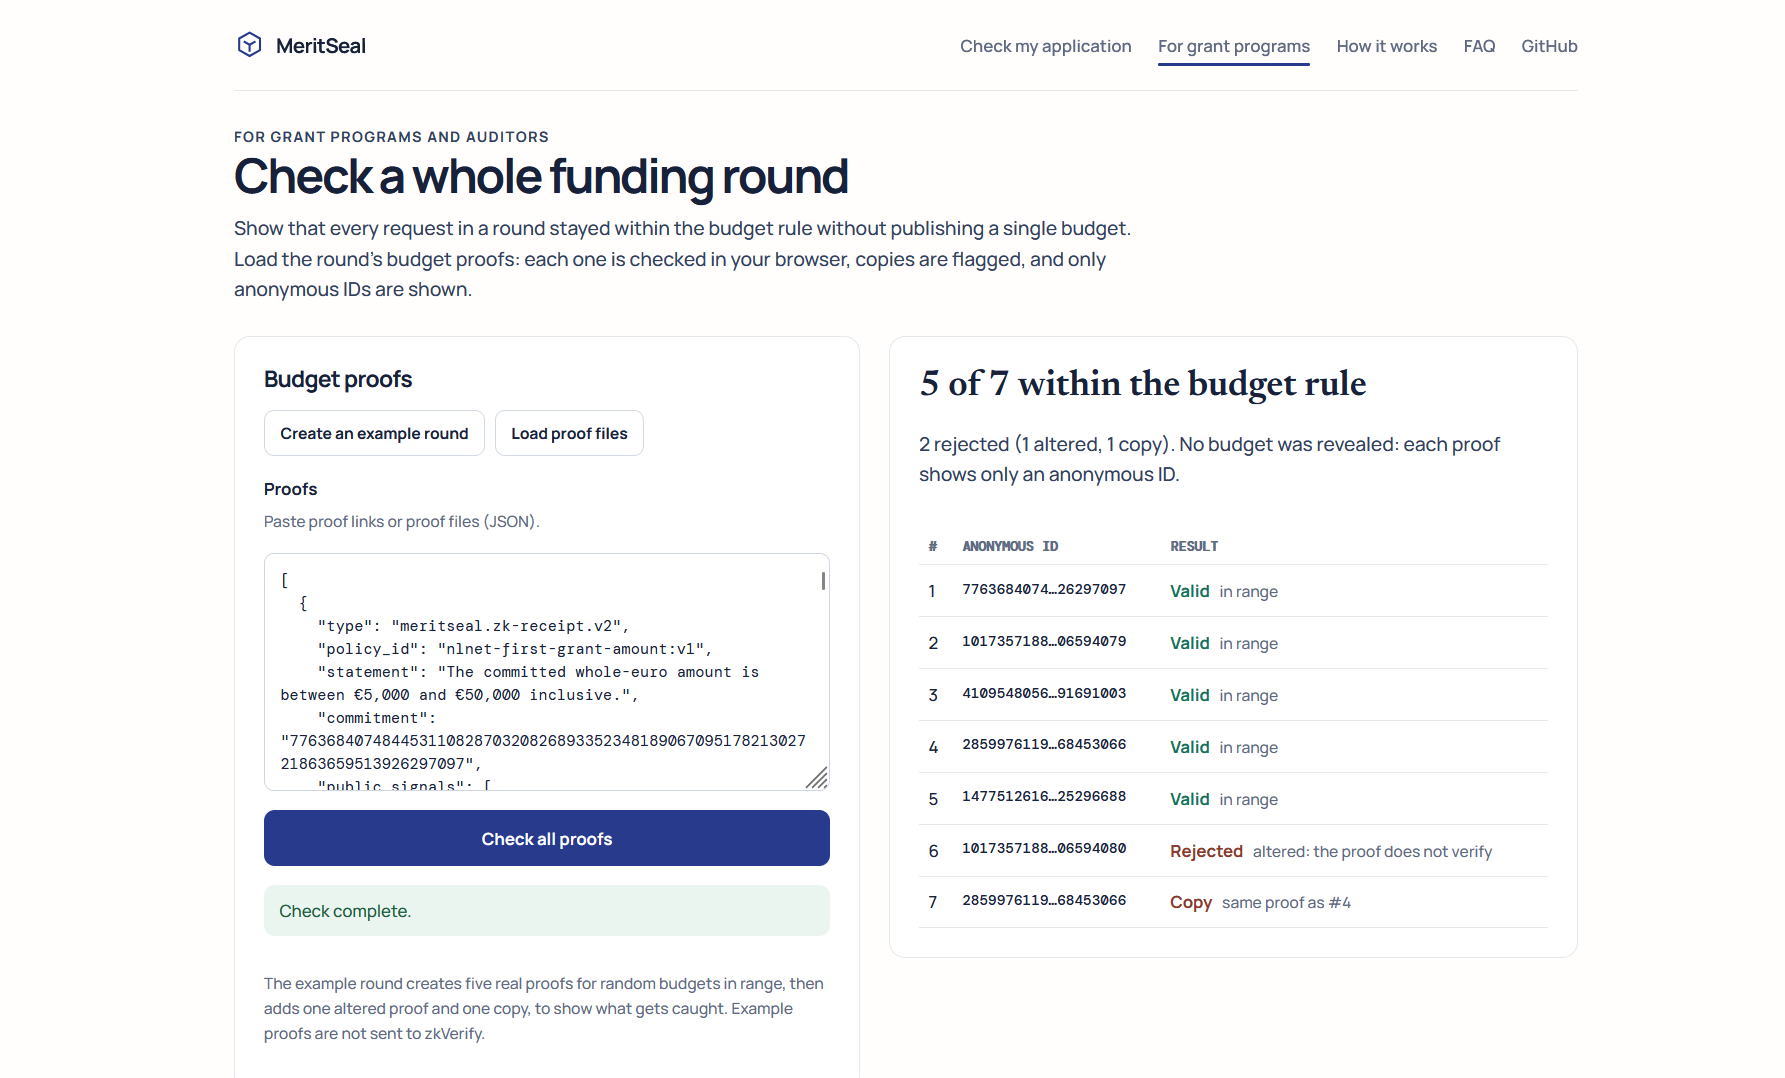 MeritSeal
Check my application
For grant programs
How it works
FAQ
GitHub
FOR GRANT PROGRAMS AND AUDITORS
Check a whole funding round
Show that every request in a round stayed within the budget rule without publishing a single budget.
Load the round's budget proofs: each one is checked in your browser, copies are flagged, and only
anonymous IDs are shown.
Budget proofs
Create an example round
Load proof files
Proofs
Paste proof links or proof files (JSON).
[
{
"type": "meritseal.zk-receipt.v2",
"policy_id": "nlnet-first-grant-amount:v1",
"statement": "The committed whole-euro amount is
between €5,000 and €50,000 inclusive.",
"commitment":
"77636840748445311082870320826893352348189067095178213027
21863659513926297097",
"public_signals": [
Check all proofs
Check complete.
The example round creates five real proofs for random budgets in range, then
adds one altered proof and one copy, to show what gets caught. Example
proofs are not sent to zkVerify.
5 of 7 within the budget rule
2 rejected (1 altered, 1 copy). No budget was revealed: each proof
shows only an anonymous ID.
# ANONYMOUS ID RESULT
1 7763684074…26297097 Valid in range
2 1017357188…06594079 Valid in range
3 4109548056…91691003 Valid in range
4 2859976119…68453066 Valid in range
5 1477512616…25296688 Valid in range
6 1017357188…06594080 Rejected altered: the proof does not verify
7 2859976119…68453066 Copy same proof as #4